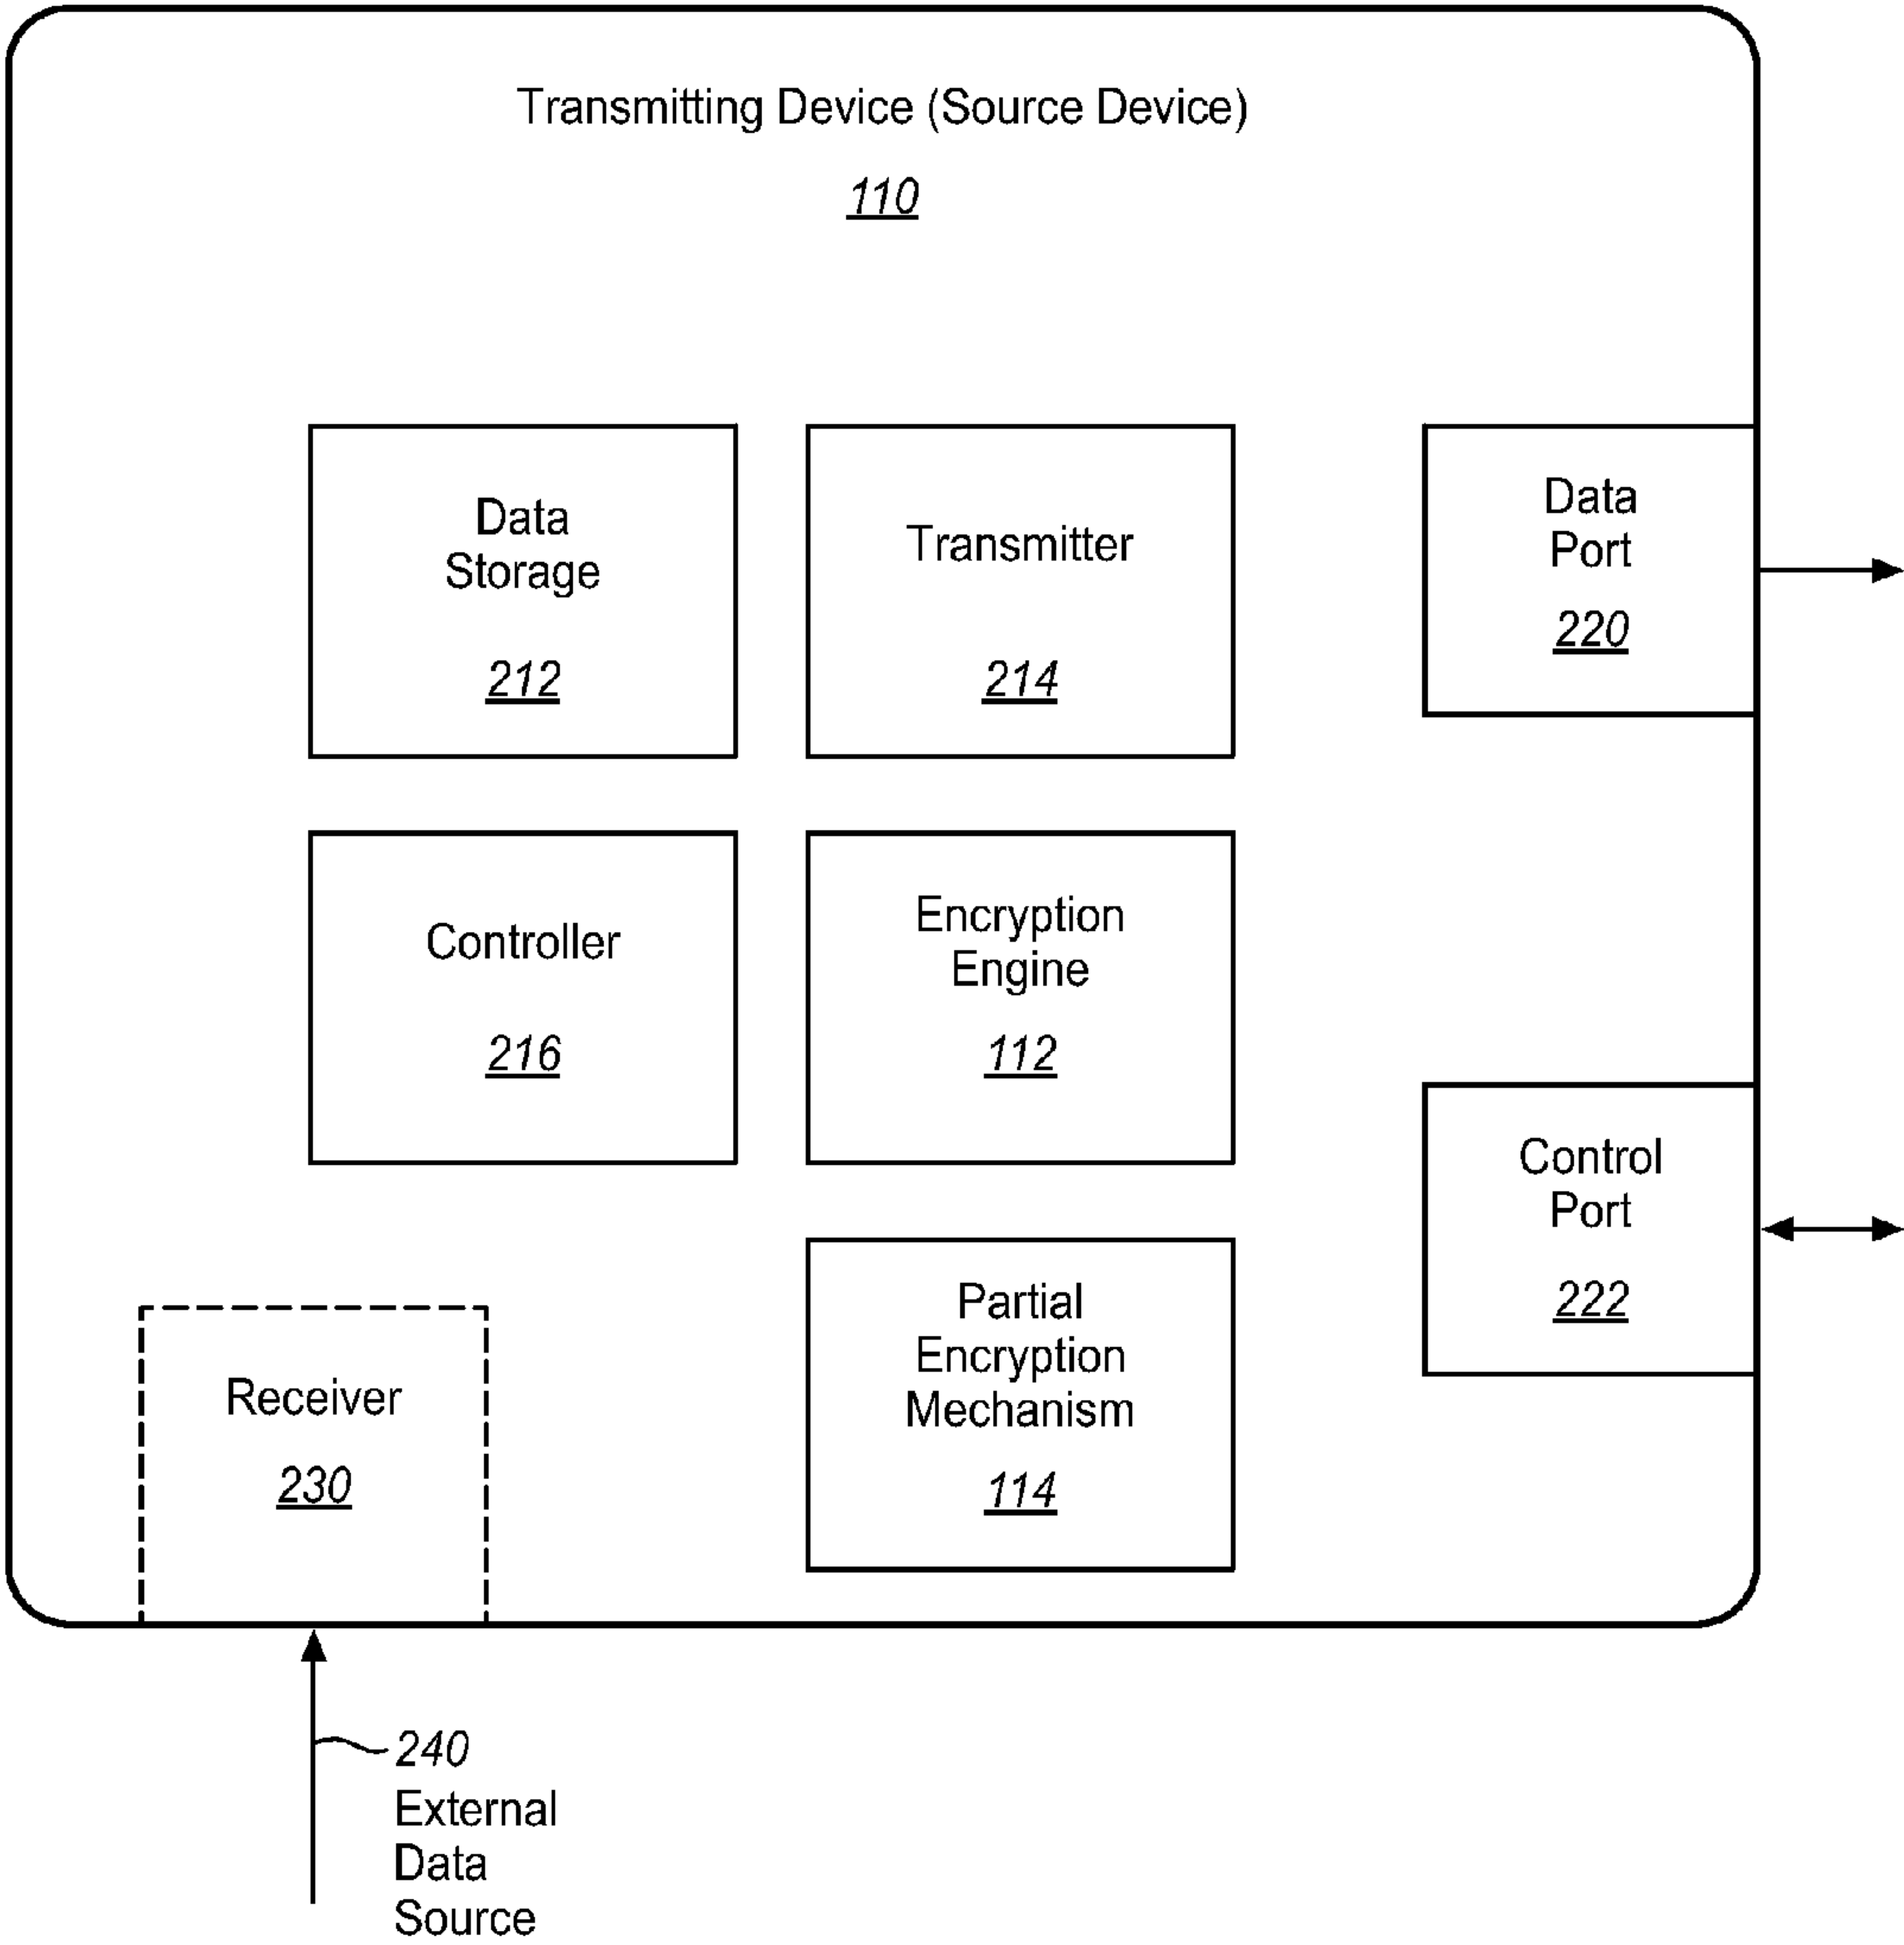 Transmitting Device (Source Device)
110
Data
Storage
212
Transmitter
214
Data
Port
220
Controller
216
Encryption
Engine
112
Control
Port
222
Partial
Encryption
Mechanism
114
Receiver
230
240
External
Data
Source